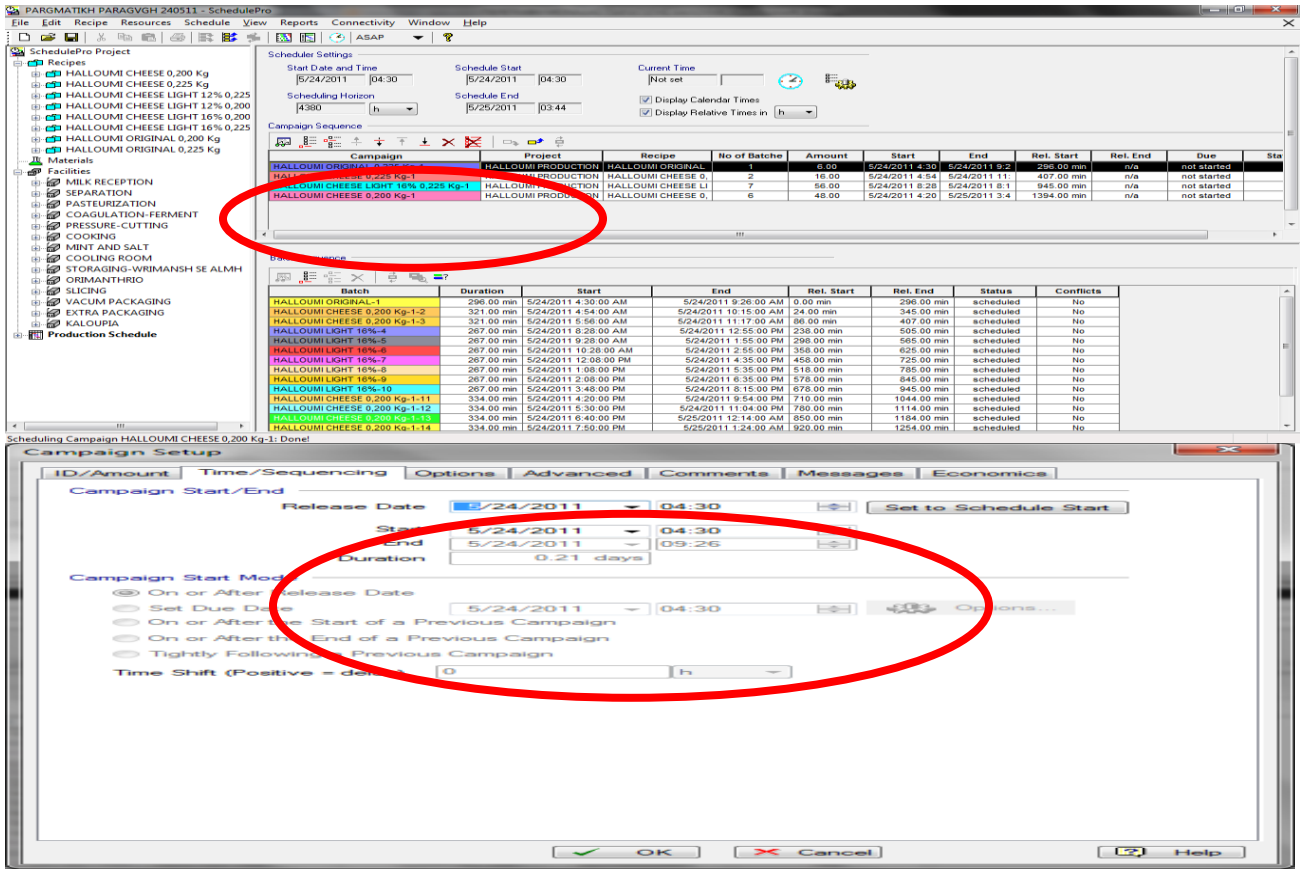 PARGMATIKH PARAGVGH 240511 - SchedulePro
File Edit Recipe Resources Schedule View Reports Connectivity Window Help
ASAP
SchedulePro Project
Recipes
HALLOUMI CHEESE 0,200 Kg
HALLOUMI CHEESE 0,225 Kg
HALLOUMI CHEESE LIGHT 12% 0,225
HALLOUMI CHEESE LIGHT 12% 0,200
HALLOUMI CHEESE LIGHT 16% 0,200
HALLOUMI CHEESE LIGHT 16% 0,225
HALLOUMI ORIGINAL 0,200 Kg
HALLOUMI ORIGINAL 0,225 Kg
Materials
Facilities
MILK RECEPTION
SEPARATION
PASTEURIZATION
COAGULATION-FERMENT
PRESSURE-CUTTING
COOKING
MINT AND SALT
COOLING ROOM
STORAGING-WRIMANSH SE ALMH
ORIMANTHRIO
SLICING
VACUM PACKAGING
EXTRA PACKAGING
KALOUPIA
Production Schedule
Scheduler Settings
Start Date and Time Schedule Start Current Time
5/24/2011 04:30 5/24/2011 04:30 Not set
Scheduling Horizon Schedule End Display Calendar Times
4380 h 5/25/2011 03:44 Display Relative Times in h
Campaign Sequence
Campaign Project Recipe No of Batche Amount Start End Rel. Start Rel. End Due Sta
HALLOUMI ORIGINAL 0,225 Kg-1 HALLOUMI PRODUCTION HALLOUMI ORIGINAL 1 6.00 5/24/2011 4:30 5/24/2011 9:2 296.00 min n/a not started
HALLOUMI CHEESE 0,225 Kg-1 HALLOUMI PRODUCTION HALLOUMI CHEESE 0, 2 16.00 5/24/2011 4:54 5/24/2011 11: 407.00 min n/a not started
HALLOUMI CHEESE LIGHT 16% 0,225 Kg-1 HALLOUMI PRODUCTION HALLOUMI CHEESE LI 7 56.00 5/24/2011 8:28 5/24/2011 8:1 945.00 min n/a not started
HALLOUMI CHEESE 0,200 Kg-1 HALLOUMI PRODUCTION HALLOUMI CHEESE 0, 6 48.00 5/24/2011 4:20 5/25/2011 3:4 1394.00 min n/a not started
Batch Sequence
Batch Duration Start End Rel. Start Rel. End Status Conflicts
HALLOUMI ORIGINAL-1 296.00 min 5/24/2011 4:30:00 AM 5/24/2011 9:26:00 AM 0.00 min 296.00 min scheduled No
HALLOUMI CHEESE 0,200 Kg-1-2 321.00 min 5/24/2011 4:54:00 AM 5/24/2011 10:15:00 AM 24.00 min 345.00 min scheduled No
HALLOUMI CHEESE 0,200 Kg-1-3 321.00 min 5/24/2011 5:56:00 AM 5/24/2011 11:17:00 AM 86.00 min 407.00 min scheduled No
HALLOUMI LIGHT 16%-4 267.00 min 5/24/2011 8:28:00 AM 5/24/2011 12:55:00 PM 238.00 min 505.00 min scheduled No
HALLOUMI LIGHT 16%-5 267.00 min 5/24/2011 9:28:00 AM 5/24/2011 1:55:00 PM 298.00 min 565.00 min scheduled No
HALLOUMI LIGHT 16%-6 267.00 min 5/24/2011 10:28:00 AM 5/24/2011 2:55:00 PM 358.00 min 625.00 min scheduled No
HALLOUMI LIGHT 16%-7 267.00 min 5/24/2011 12:08:00 PM 5/24/2011 4:35:00 PM 458.00 min 725.00 min scheduled No
HALLOUMI LIGHT 16%-8 267.00 min 5/24/2011 1:08:00 PM 5/24/2011 5:35:00 PM 518.00 min 785.00 min scheduled No
HALLOUMI LIGHT 16%-9 267.00 min 5/24/2011 2:08:00 PM 5/24/2011 6:35:00 PM 578.00 min 845.00 min scheduled No
HALLOUMI LIGHT 16%-10 267.00 min 5/24/2011 3:48:00 PM 5/24/2011 8:15:00 PM 678.00 min 945.00 min scheduled No
HALLOUMI CHEESE 0,200 Kg-1-11 334.00 min 5/24/2011 4:20:00 PM 5/24/2011 9:54:00 PM 710.00 min 1044.00 min scheduled No
HALLOUMI CHEESE 0,200 Kg-1-12 334.00 min 5/24/2011 5:30:00 PM 5/24/2011 11:04:00 PM 780.00 min 1114.00 min scheduled No
HALLOUMI CHEESE 0,200 Kg-1-13 334.00 min 5/24/2011 6:40:00 PM 5/25/2011 12:14:00 AM 850.00 min 1184.00 min scheduled No
HALLOUMI CHEESE 0,200 Kg-1-14 334.00 min 5/24/2011 7:50:00 PM 5/25/2011 1:24:00 AM 920.00 min 1254.00 min scheduled No
Scheduling Campaign HALLOUMI CHEESE 0,200 Kg-1: Done!
Campaign Setup
ID/Amount Time/Sequencing Options Advanced Comments Messages Economics
Campaign Start/End
Release Date 5/24/2011 04:30 Set to Schedule Start
Start 5/24/2011 04:30
End 5/24/2011 09:26
Duration 0.21 days
Campaign Start Mode
On or After Release Date
Set Due Date 5/24/2011 04:30 Options...
On or After the Start of a Previous Campaign
On or After the End of a Previous Campaign
Tightly Following a Previous Campaign
Time Shift (Positive = delay) 0 h
OK Cancel Help